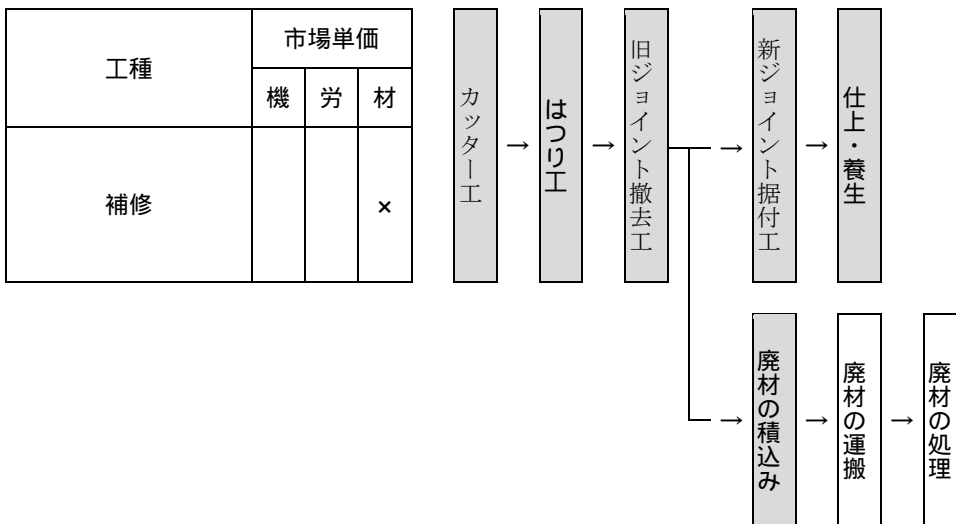 工種
市場単価
機 労 材
補修
×
カッター工
→
はつり工
→
旧ジョイント撤去工
→
新ジョイント据付工
→
仕上・養生
→
廃材の積込み
→
廃材の運搬
→
廃材の処理